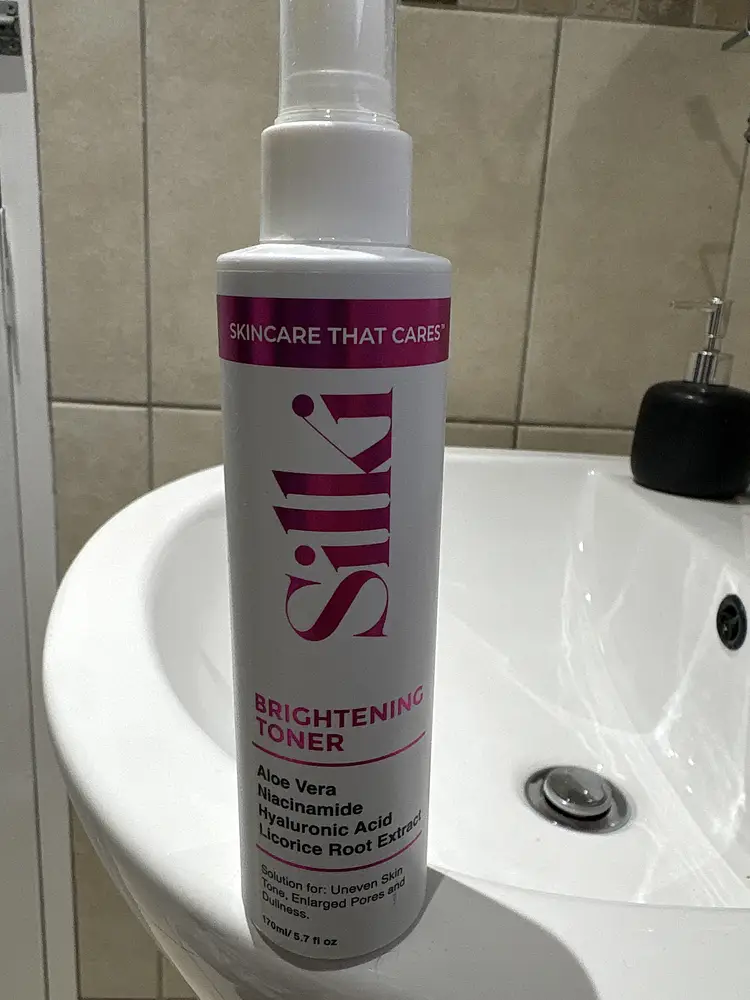 SKINCARE THAT CARES™
Silki
BRIGHTENING
TONER
Aloe Vera
Niacinamide
Hyaluronic Acid
Licorice Root Extract
Solution for: Uneven Skin
Tone, Enlarged Pores and
Dullness.
170ml/ 5.7 fl oz